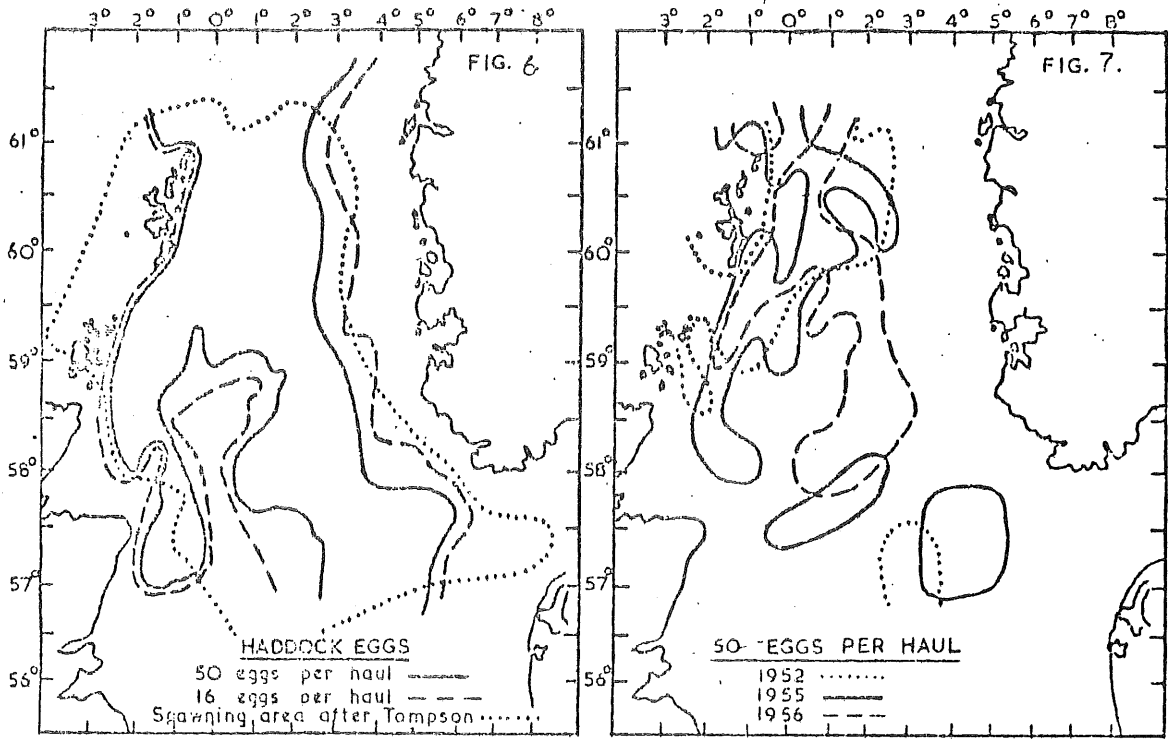 3° 2° 1° 0° 1° 2° 3° 4° 5° 6° 7° 8°
FIG. 6
61°
60°
59°
58°
57°
56°
HADDOCK EGGS
50 eggs per haul
16 eggs per haul
Spawning area after Tampson
3° 2° 1° 0° 1° 2° 3° 4° 5° 6° 7° 8°
FIG. 7.
61°
60°
59°
58°
57°
56°
50 EGGS PER HAUL
1952
1955
1956